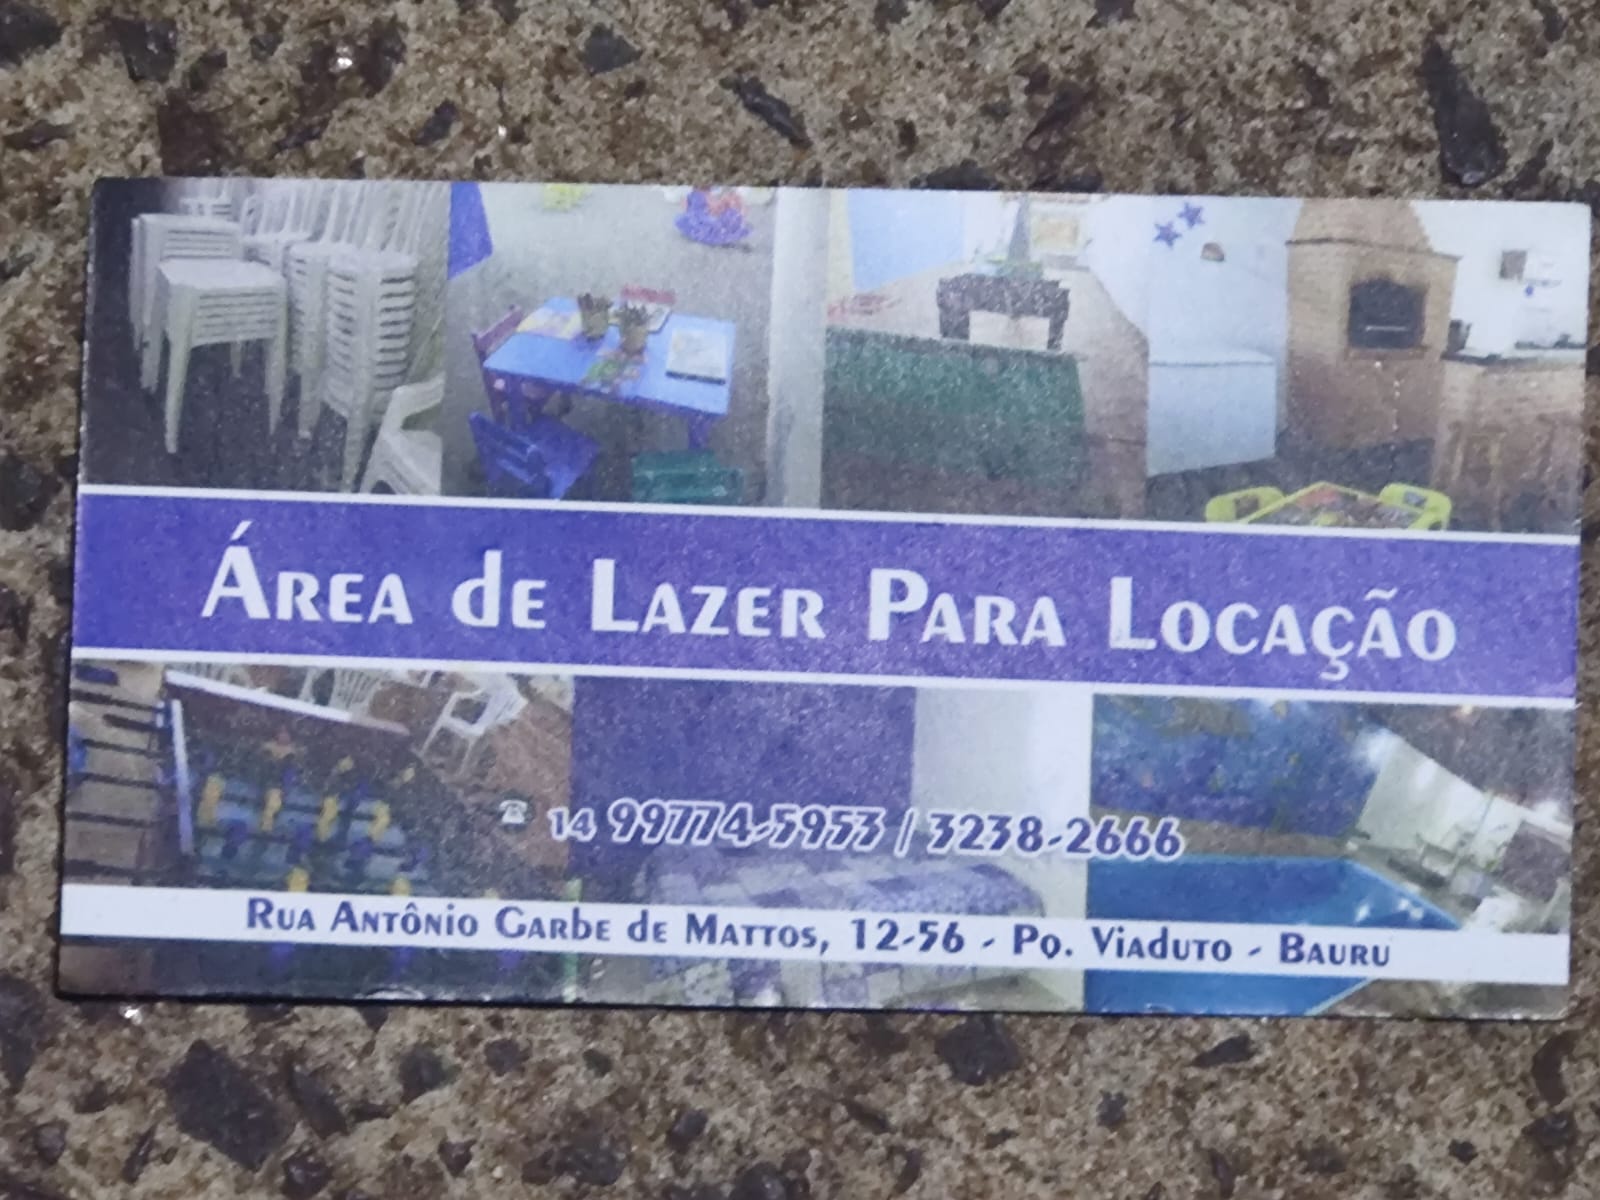 ÁREA dE LAZER PARA LOCAÇÃO
14 99774-5953 / 3238-2666
RUA ANTÔNIO GARbE dE MATTOS, 12-56 - PQ. ViAdUTO - BAURU